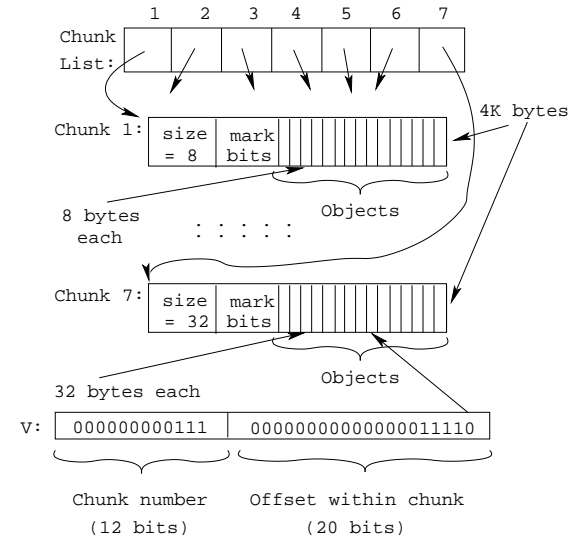 1 2 3 4 5 6 7
Chunk
List:
4K bytes
Chunk 1:
size
= 8
mark
bits
8 bytes
each
Objects
: : : : :
Chunk 7:
size
= 32
mark
bits
Objects
32 bytes each
V: 000000000111 00000000000000011110
Chunk number
(12 bits)
Offset within chunk
(20 bits)